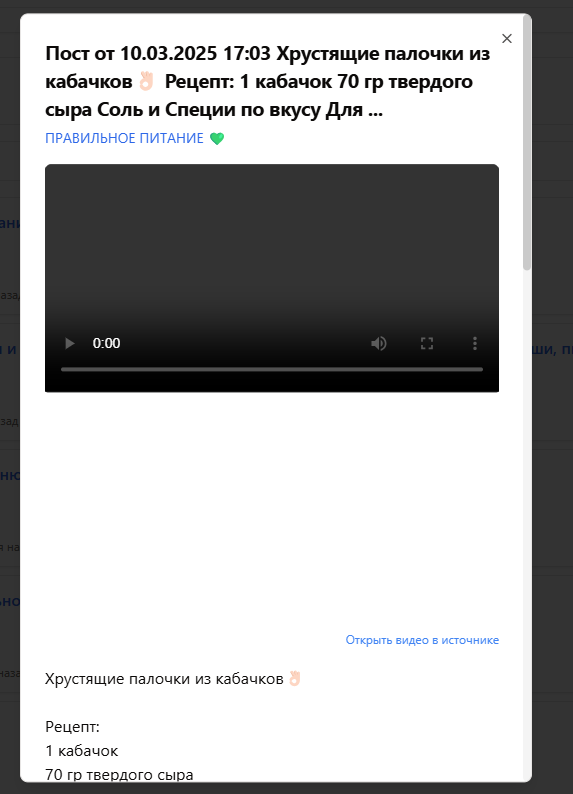 Пост от 10.03.2025 17:03 Хрустящие палочки из
кабачков👌🏻 Рецепт: 1 кабачок 70 гр твердого
сыра Соль и Специи по вкусу Для ...
ПРАВИЛЬНОЕ ПИТАНИЕ 💚
0:00
Открыть видео в источнике
Хрустящие палочки из кабачков👌🏻
Рецепт:
1 кабачок
70 гр твердого сыра